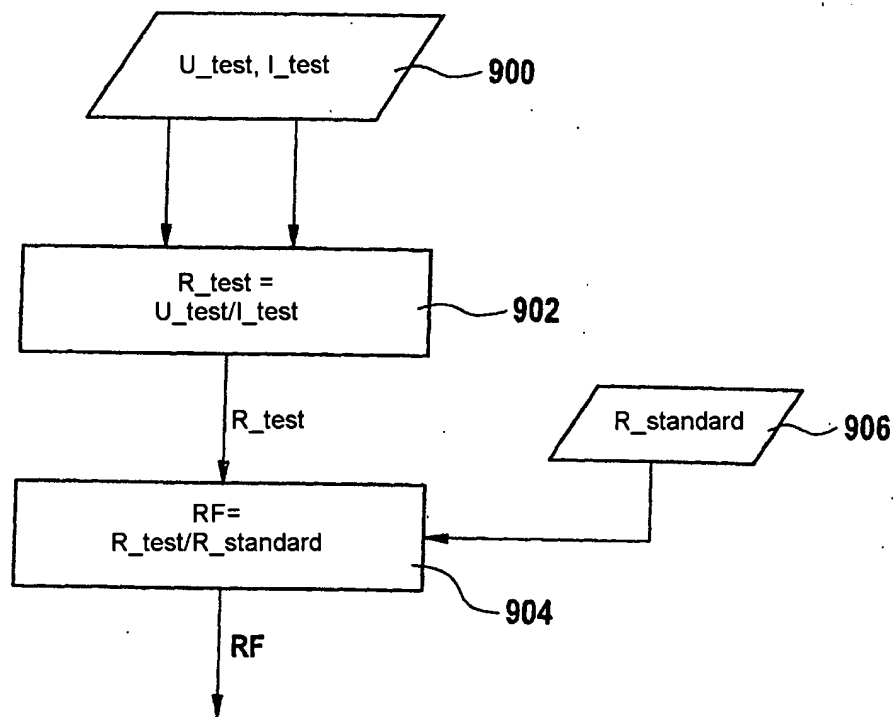 U_test, I_test
900
R_test =
U_test/I_test
902
R_test
R_standard
906
RF=
R_test/R_standard
904
RF